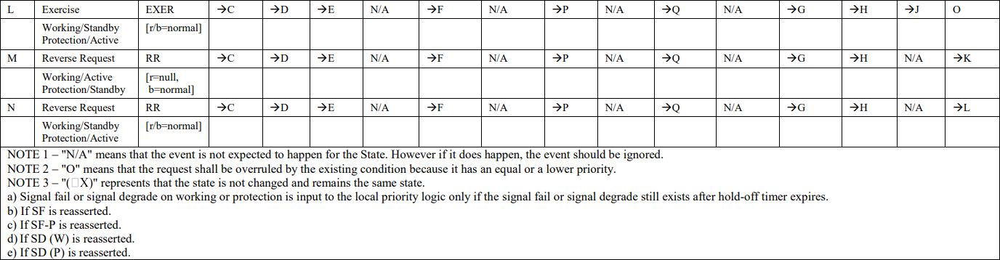 L Exercise EXER →C →D →E N/A →F N/A →P N/A →Q N/A →G →H →J O
Working/Standby [r/b=normal]
Protection/Active
M Reverse Request RR →C →D →E N/A →F N/A →P N/A →Q N/A →G →H N/A →K
Working/Active [r=null,
Protection/Standby b=normal]
N Reverse Request RR →C →D →E N/A →F N/A →P N/A →Q N/A →G →H N/A →L
Working/Standby [r/b=normal]
Protection/Active
NOTE 1 – "N/A" means that the event is not expected to happen for the State. However if it does happen, the event should be ignored.
NOTE 2 – "O" means that the request shall be overruled by the existing condition because it has an equal or a lower priority.
NOTE 3 – "(□X)" represents that the state is not changed and remains the same state.
a) Signal fail or signal degrade on working or protection is input to the local priority logic only if the signal fail or signal degrade still exists after hold-off timer expires.
b) If SF is reasserted.
c) If SF-P is reasserted.
d) If SD (W) is reasserted.
e) If SD (P) is reasserted.